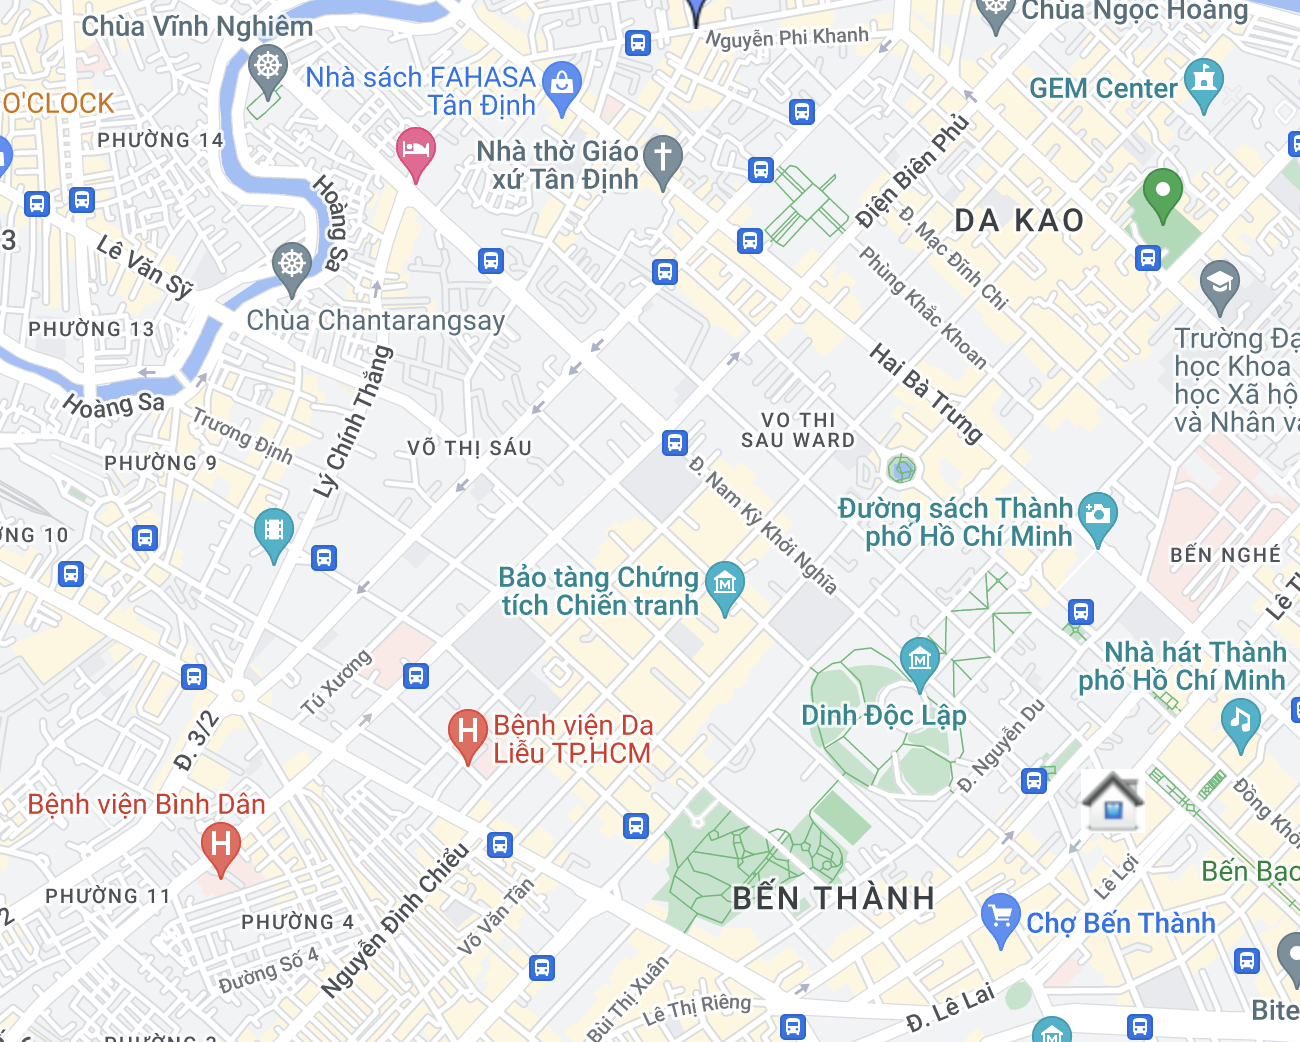 Chùa Vĩnh Nghiêm
Nguyễn Phi Khanh
Chùa Ngọc Hoàng
O'CLOCK
Nhà sách FAHASA
Tân Định
GEM Center
PHƯỜNG 14
Nhà thờ Giáo
xứ Tân Định
Điện Biên Phủ
Hoàng Sa
DA KAO
Đ. Mạc Đĩnh Chi
3
Lê Văn Sỹ
Phùng Khắc Khoan
Chùa Chantarangsay
PHƯỜNG 13
Trường Đạ
học Khoa
học Xã hộ
và Nhân vă
Hai Bà Trưng
Hoàng Sa
Trương Định
Lý Chính Thắng
VÕ THỊ SÁU
VO THI
SAU WARD
PHƯỜNG 9
Đ. Nam Kỳ Khởi Nghĩa
Đường sách Thành
phố Hồ Chí Minh
ỜNG 10
BẾN NGHÉ
Bảo tàng Chứng
tích Chiến tranh
Lê T
Nhà hát Thành
phố Hồ Chí Minh
Tú Xương
Dinh Độc Lập
Đ. Nguyễn Du
Đ. 3/2
Bệnh viện Da
Liễu TP.HCM
Bệnh viện Bình Dân
Đồng Khở
Nguyễn Đình Chiểu
Lê Lợi
Bến Bạc
PHƯỜNG 11
Võ Văn Tần
BẾN THÀNH
PHƯỜNG 4
2
Chợ Bến Thành
Đường Số 4
Bùi Thị Xuân
Lê Thị Riêng
Đ. Lê Lai
Bite